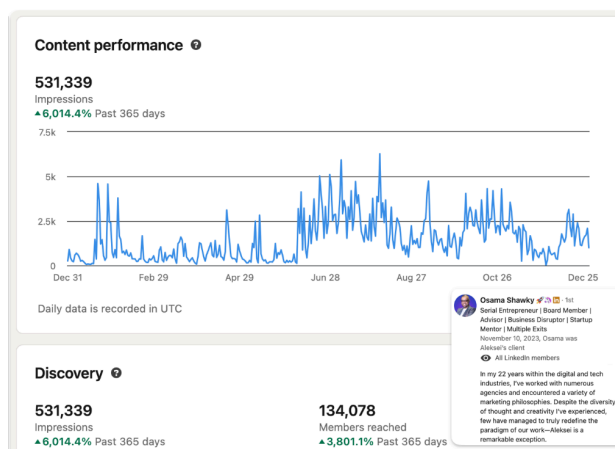 Content performance ?
531,339
Impressions
▲6,014.4% Past 365 days
7.5k
5k
2.5k
0
Dec 31 Feb 29 Apr 29 Jun 28 Aug 27 Oct 26 Dec 25
Daily data is recorded in UTC
Discovery ?
531,339
Impressions
▲6,014.4% Past 365 days
134,078
Members reached
▲3,801.1% Past 365 days
Osama Shawky · 1st
Serial Entrepreneur | Board Member |
Advisor | Business Disruptor | Startup
Mentor | Multiple Exits
November 10, 2023, Osama was
Aleksei's client
All LinkedIn members
In my 22 years within the digital and tech
industries, I've worked with numerous
agencies and encountered a variety of
marketing philosophies. Despite the diversity
of thought and creativity I've experienced,
few have managed to truly redefine the
paradigm of our work—Aleksei is a
remarkable exception.